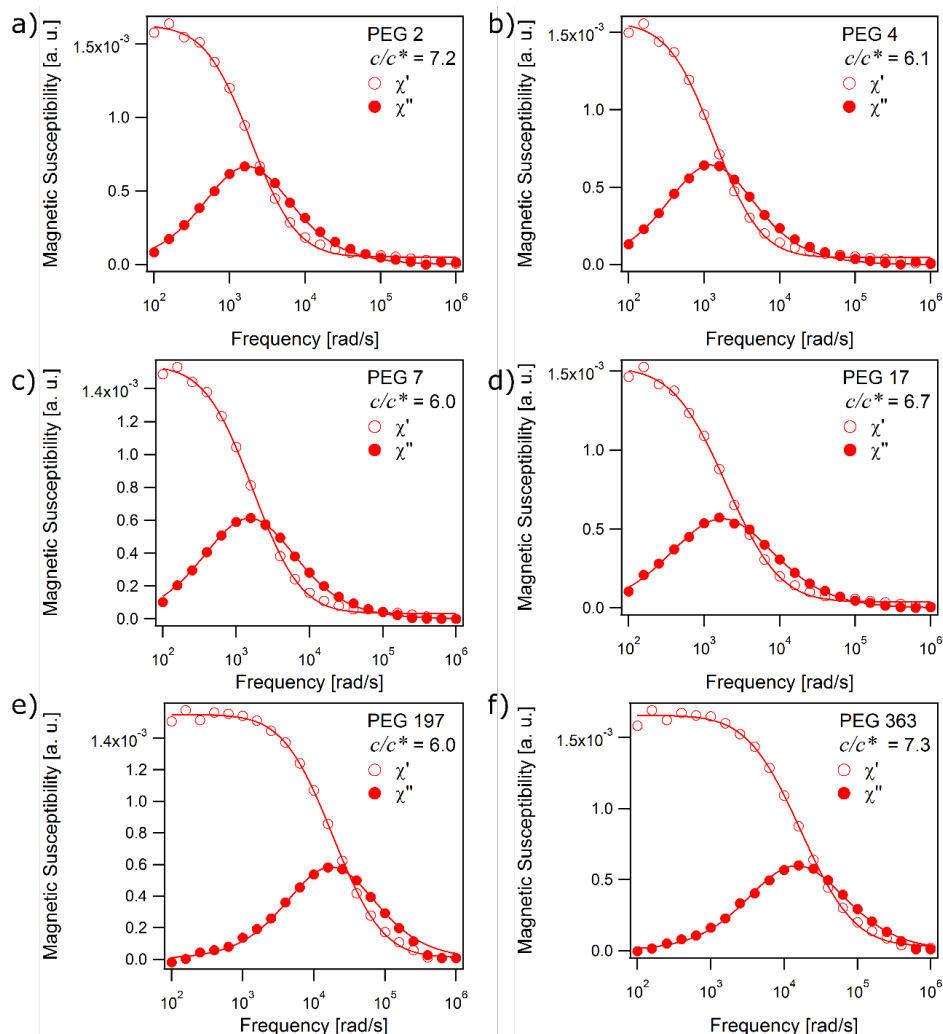 a)
Magnetic Susceptibility [a. u.]
1.5x10⁻³
1.0
0.5
0.0
PEG 2
c/c* = 7.2
χ'
χ"
10² 10³ 10⁴ 10⁵ 10⁶
Frequency [rad/s]
b)
Magnetic Susceptibility [a. u.]
1.5x10⁻³
1.0
0.5
0.0
PEG 4
c/c* = 6.1
χ'
χ"
10² 10³ 10⁴ 10⁵ 10⁶
Frequency [rad/s]
c)
Magnetic Susceptibility [a. u.]
1.4x10⁻³
1.2
1.0
0.8
0.6
0.4
0.2
0.0
PEG 7
c/c* = 6.0
χ'
χ"
10² 10³ 10⁴ 10⁵ 10⁶
Frequency [rad/s]
d)
Magnetic Susceptibility [a. u.]
1.5x10⁻³
1.0
0.5
0.0
PEG 17
c/c* = 6.7
χ'
χ"
10² 10³ 10⁴ 10⁵ 10⁶
Frequency [rad/s]
e)
Magnetic Susceptibility [a. u.]
1.4x10⁻³
1.2
1.0
0.8
0.6
0.4
0.2
0.0
PEG 197
c/c* = 6.0
χ'
χ"
10² 10³ 10⁴ 10⁵ 10⁶
Frequency [rad/s]
f)
Magnetic Susceptibility [a. u.]
1.5x10⁻³
1.0
0.5
0.0
PEG 363
c/c* = 7.3
χ'
χ"
10² 10³ 10⁴ 10⁵ 10⁶
Frequency [rad/s]